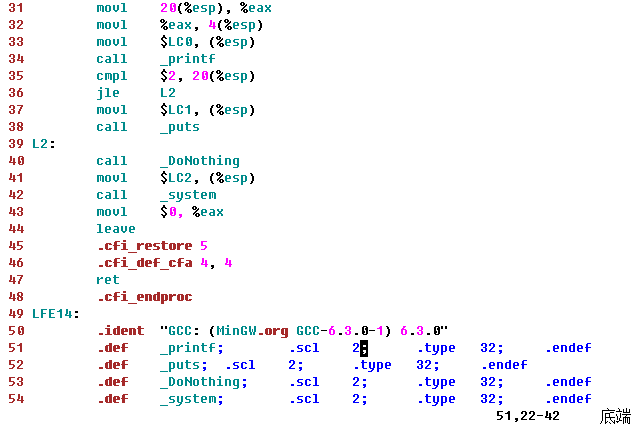 31 movl 20(%esp), %eax
32 movl %eax, 4(%esp)
33 movl $LC0, (%esp)
34 call _printf
35 cmpl $2, 20(%esp)
36 jle L2
37 movl $LC1, (%esp)
38 call _puts
39 L2:
40 call _DoNothing
41 movl $LC2, (%esp)
42 call _system
43 movl $0, %eax
44 leave
45 .cfi_restore 5
46 .cfi_def_cfa 4, 4
47 ret
48 .cfi_endproc
49 LFE14:
50 .ident "GCC: (MinGW.org GCC-6.3.0-1) 6.3.0"
51 .def _printf; .scl 2; .type 32; .endef
52 .def _puts; .scl 2; .type 32; .endef
53 .def _DoNothing; .scl 2; .type 32; .endef
54 .def _system; .scl 2; .type 32; .endef
51,22-42 底端